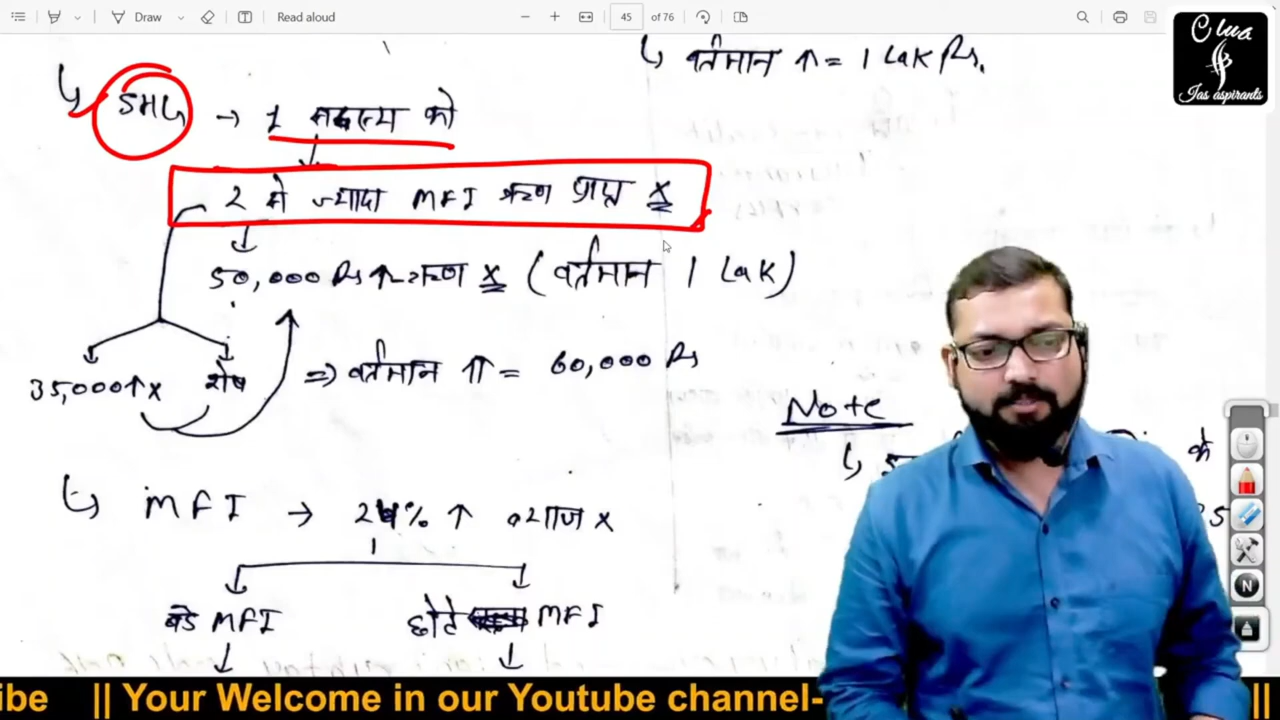 Draw
Read aloud
45 of 76
Clua
Ias aspirants
↳ वर्तमान ↑ = 1 Lak Rs.
↳ SHG → 1 सदस्य को
2 से ज्यादा MFI ऋण प्राप्त x
50,000 Rs ↑ ऋण x (वर्तमान 1 Lak)
35,000↑x शेष
⇒ वर्तमान ⇑ = 60,000 Rs
Note
के
↳ MFI → 24% ↑ ब्याज x
बडे MFI
छोटे MFI
ibe || Your Welcome in our Youtube channel- ||